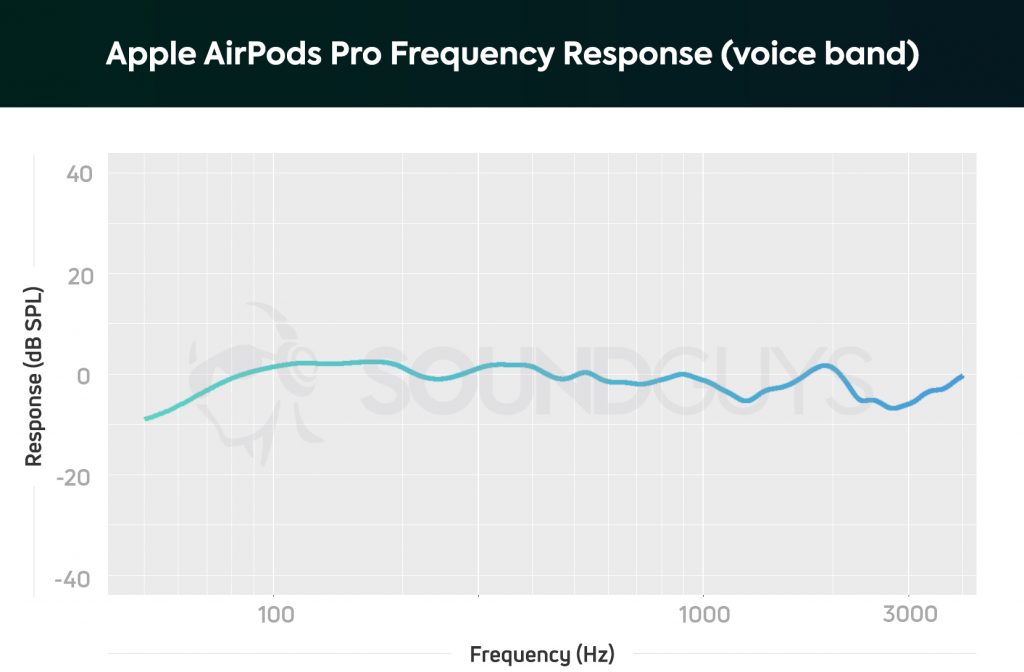 Apple AirPods Pro Frequency Response (voice band)
40
20
0
-20
-40
Response (dB SPL)
SOUNDGUYS
100
1000
3000
Frequency (Hz)